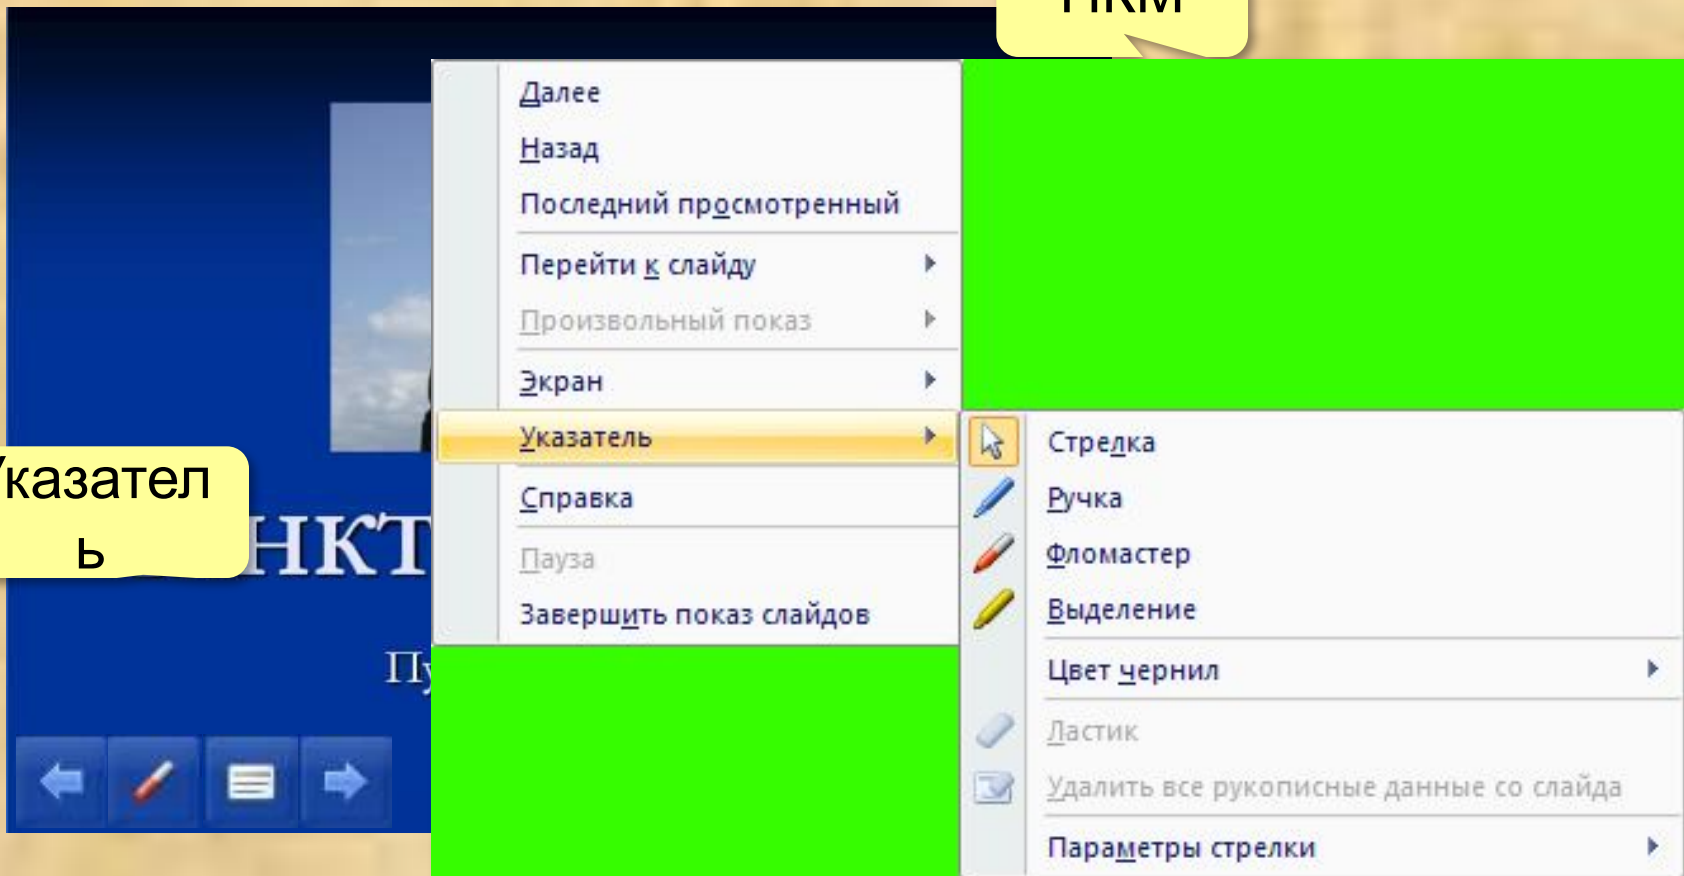 ПКМ
Далее
Назад
Последний просмотренный
Перейти к слайду
Произвольный показ
Экран
Указатель
Справка
Пауза
Завершить показ слайдов
Стрелка
Ручка
Фломастер
Выделение
Цвет чернил
Ластик
Удалить все рукописные данные со слайда
Параметры стрелки
Указател
ь
НКТ
Пу